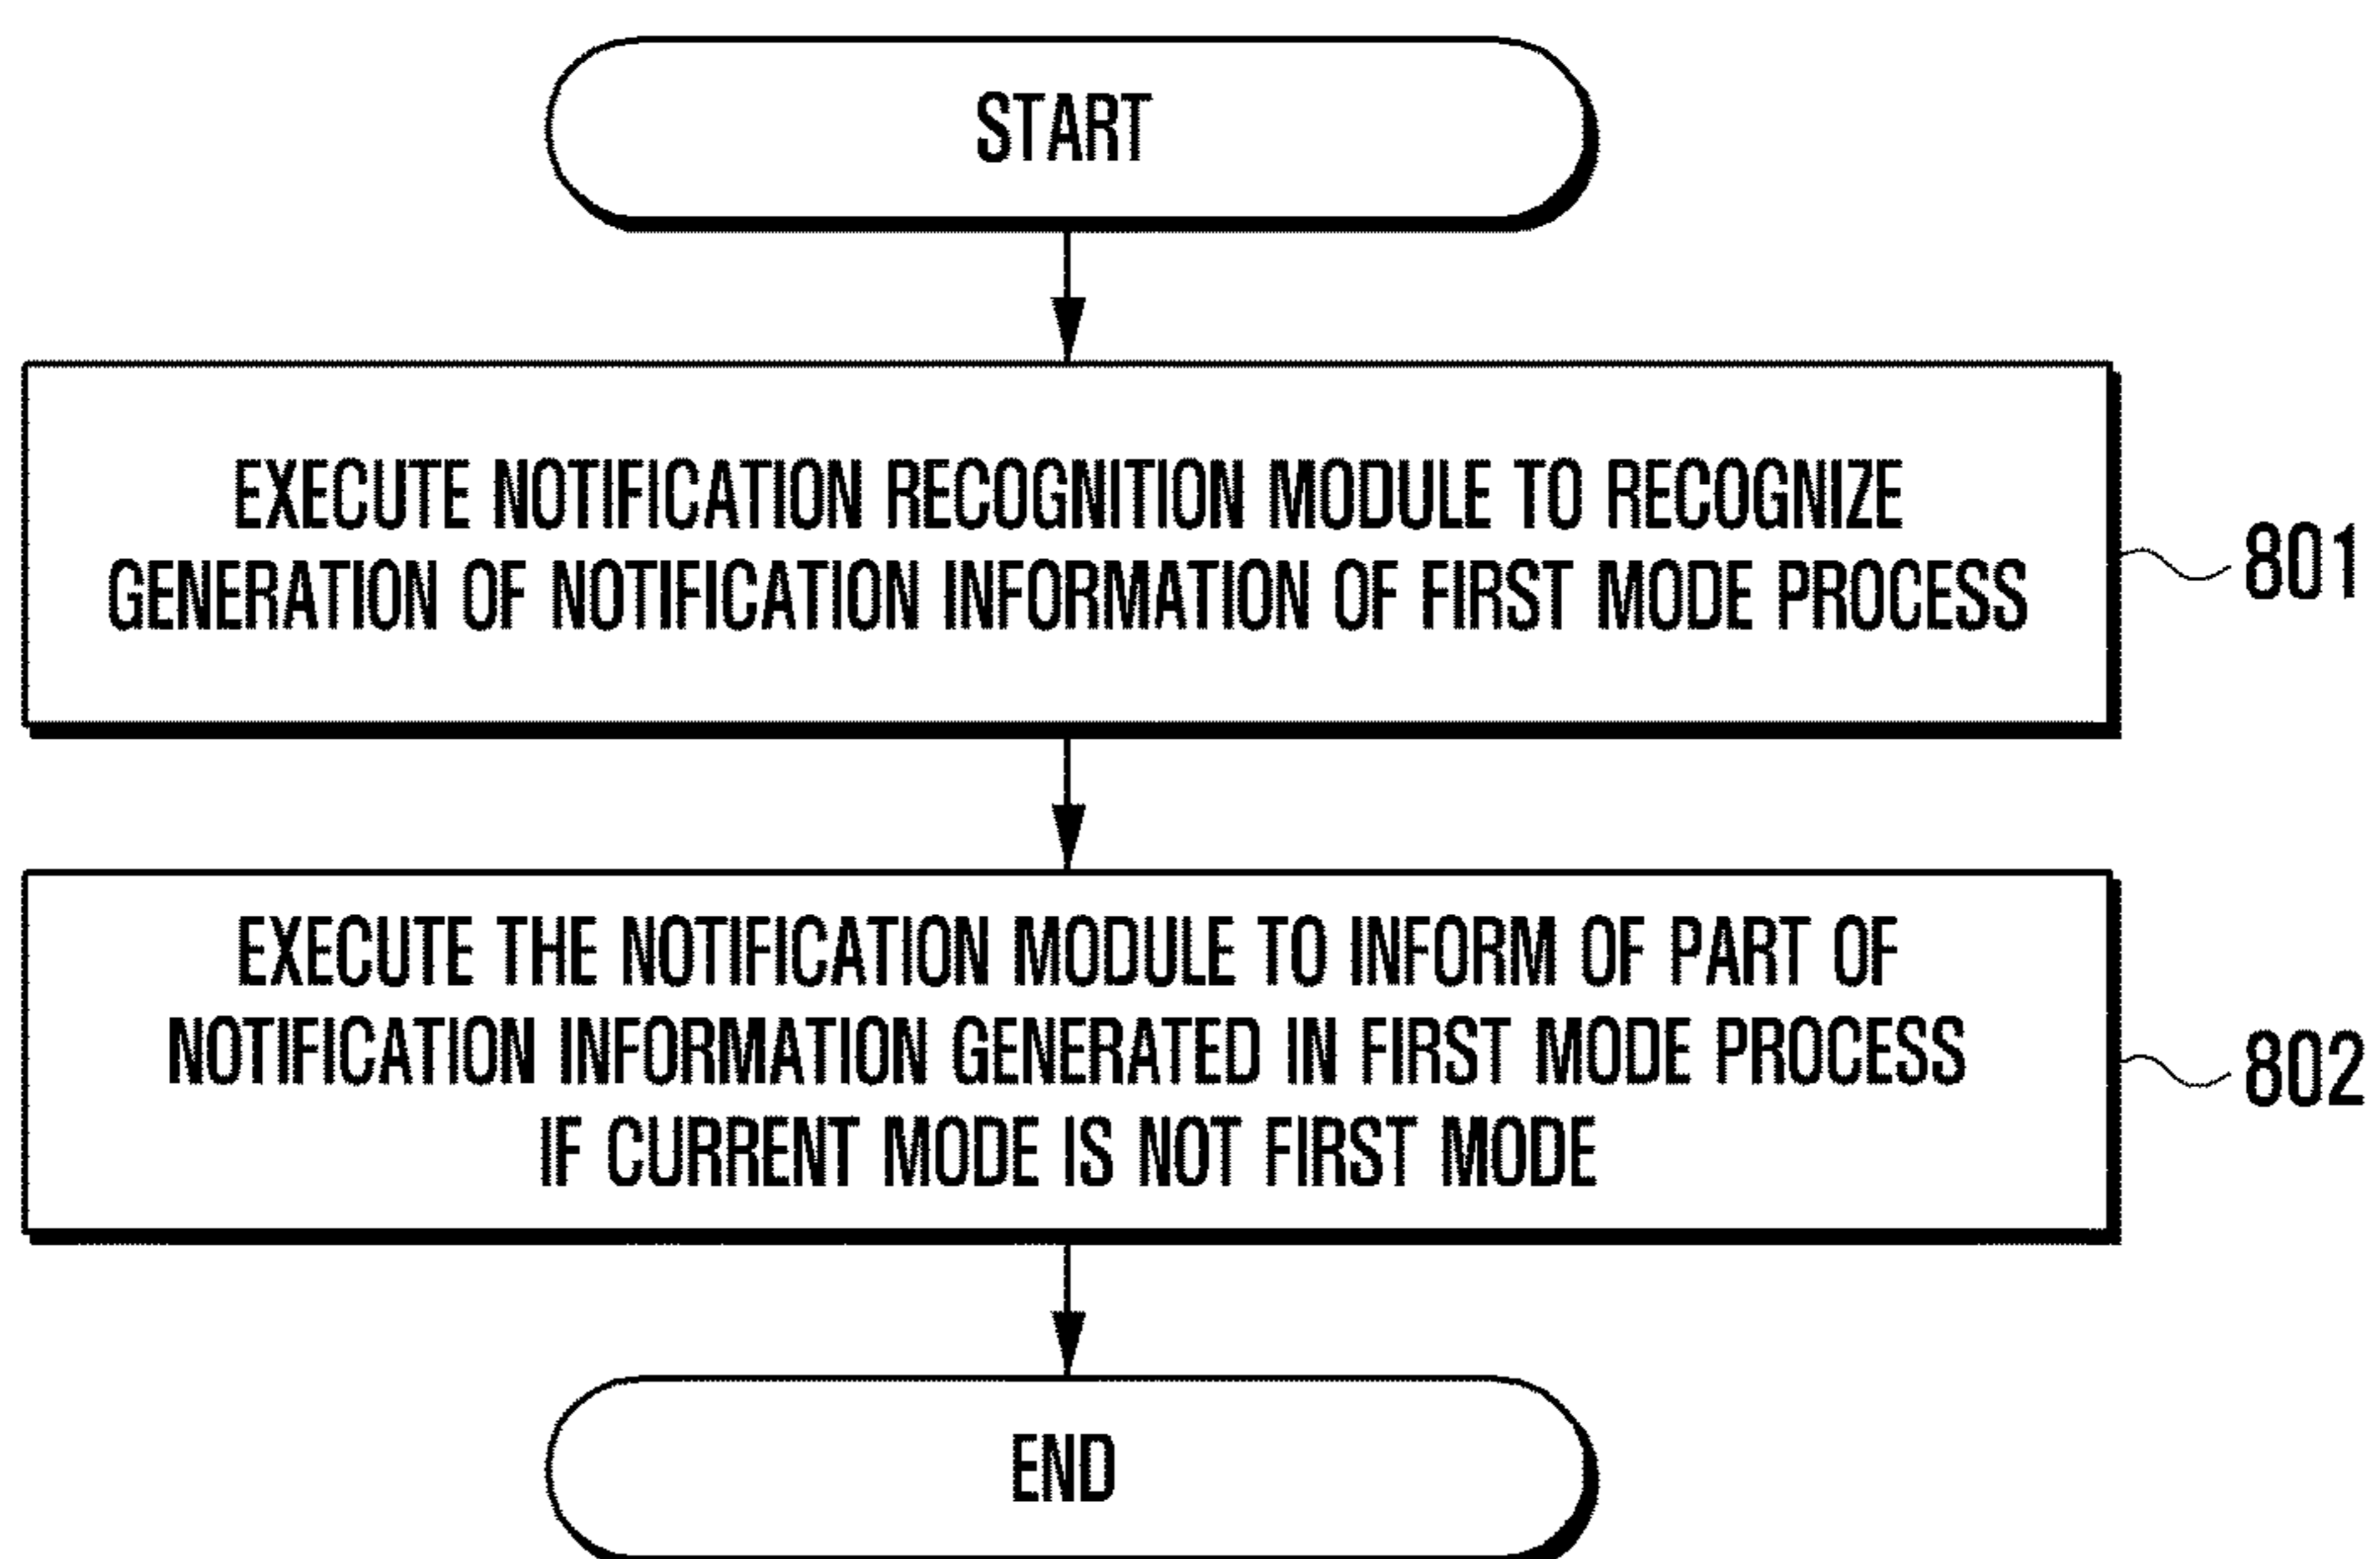 START
EXECUTE NOTIFICATION RECOGNITION MODULE TO RECOGNIZE
GENERATION OF NOTIFICATION INFORMATION OF FIRST MODE PROCESS
801
EXECUTE THE NOTIFICATION MODULE TO INFORM OF PART OF
NOTIFICATION INFORMATION GENERATED IN FIRST MODE PROCESS
IF CURRENT MODE IS NOT FIRST MODE
802
END